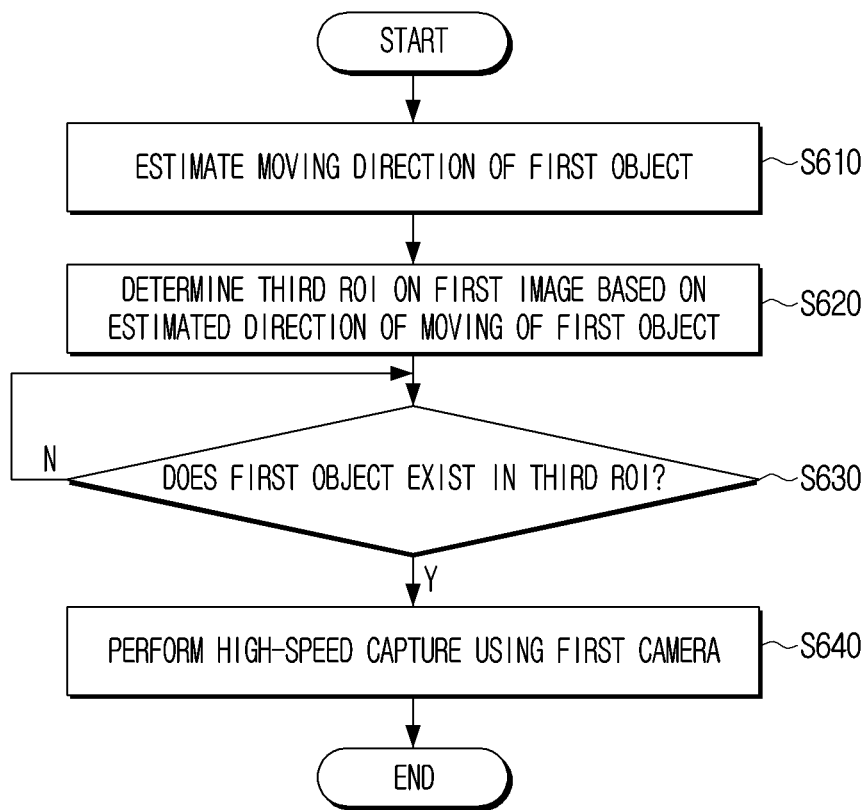 START
ESTIMATE MOVING DIRECTION OF FIRST OBJECT
S610
DETERMINE THIRD ROI ON FIRST IMAGE BASED ON
ESTIMATED DIRECTION OF MOVING OF FIRST OBJECT
S620
N
DOES FIRST OBJECT EXIST IN THIRD ROI?
S630
Y
PERFORM HIGH-SPEED CAPTURE USING FIRST CAMERA
S640
END